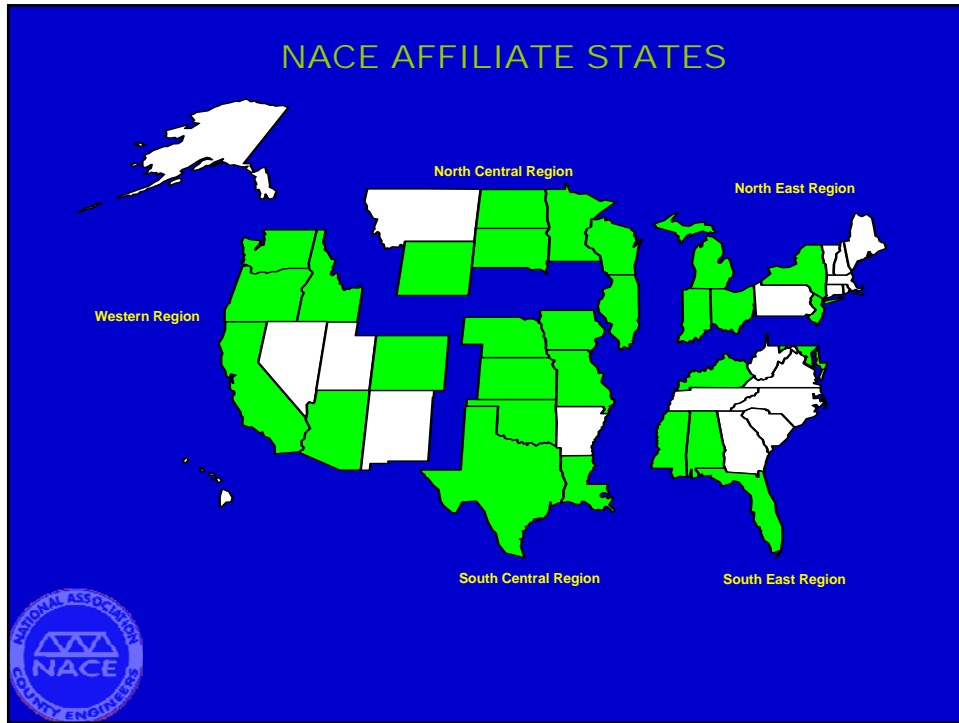 NACE AFFILIATE STATES
North Central Region
North East Region
Western Region
South Central Region
South East Region
NATIONAL ASSOCIATION
NACE
COUNTY ENGINEERS